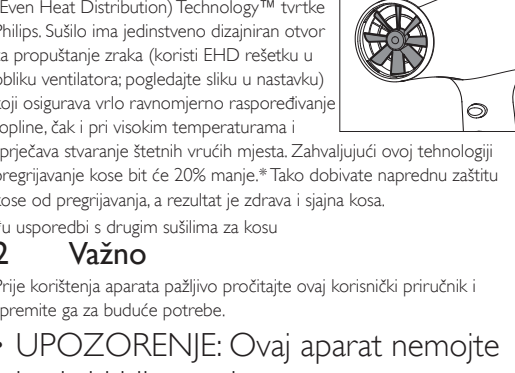 Even Heat Distribution) Technology™ tvrtke
Philips. Sušilo ima jedinstveno dizajniran otvor
za propuštanje zraka (koristi EHD rešetku u
obliku ventilatora; pogledajte sliku u nastavku)
koji osigurava vrlo ravnomjerno raspoređivanje
topline, čak i pri visokim temperaturama i
sprječava stvaranje štetnih vrućih mjesta. Zahvaljujući ovoj tehnologiji
pregrijavanje kose bit će 20% manje.* Tako dobivate naprednu zaštitu
kose od pregrijavanja, a rezultat je zdrava i sjajna kosa.
*u usporedbi s drugim sušilima za kosu
2 Važno
Prije korištenja aparata pažljivo pročitajte ovaj korisnički priručnik i
spremite ga za buduće potrebe.
• UPOZORENJE: Ovaj aparat nemojte